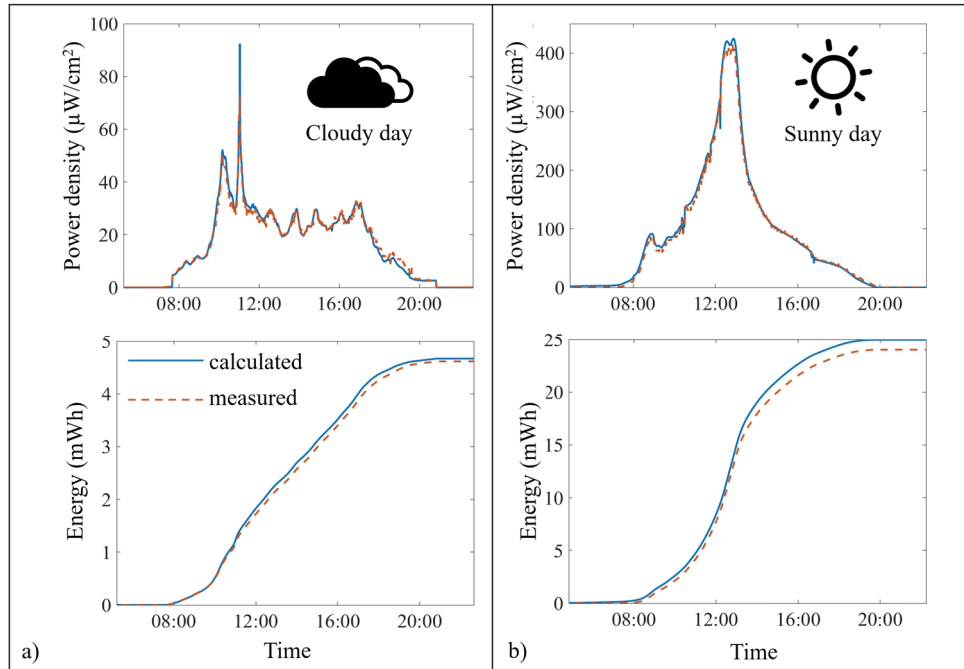 Power density (µW/cm²)
100
80
60
40
20
0
Cloudy day
08:00 12:00 16:00 20:00
Energy (mWh)
5
4
3
2
1
0
calculated
measured
08:00 12:00 16:00 20:00
a)
Time
Power density (µW/cm²)
400
300
200
100
0
Sunny day
08:00 12:00 16:00 20:00
Energy (mWh)
25
20
15
10
5
0
08:00 12:00 16:00 20:00
b)
Time